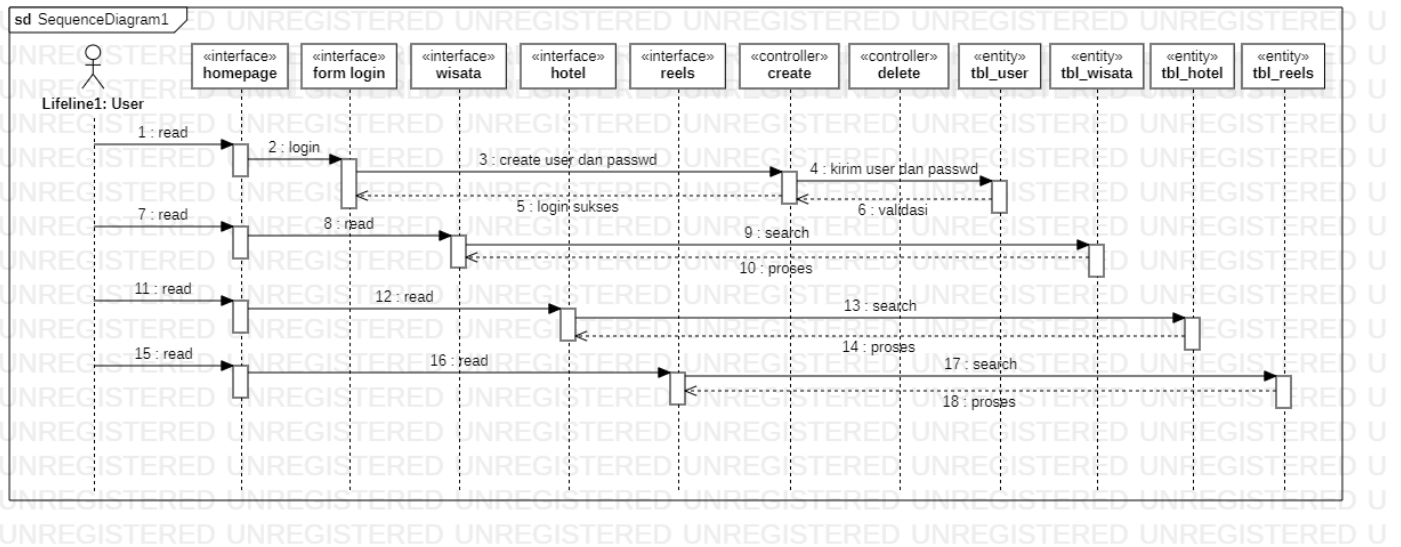 sd SequenceDiagram1
«interface» homepage
«interface» form login
«interface» wisata
«interface» hotel
«interface» reels
«controller» create
«controller» delete
«entity» tbl_user
«entity» tbl_wisata
«entity» tbl_hotel
«entity» tbl_reels
Lifeline1: User
1 : read
2 : login
3 : create user dan passwd
4 : kirim user dan passwd
5 : login sukses
6 : validasi
7 : read
8 : read
9 : search
10 : proses
11 : read
12 : read
13 : search
14 : proses
15 : read
16 : read
17 : search
18 : proses
UNREGISTERED UNREGISTERED UNREGISTERED UNREGISTERED UNREGISTERED UNREGISTERED U